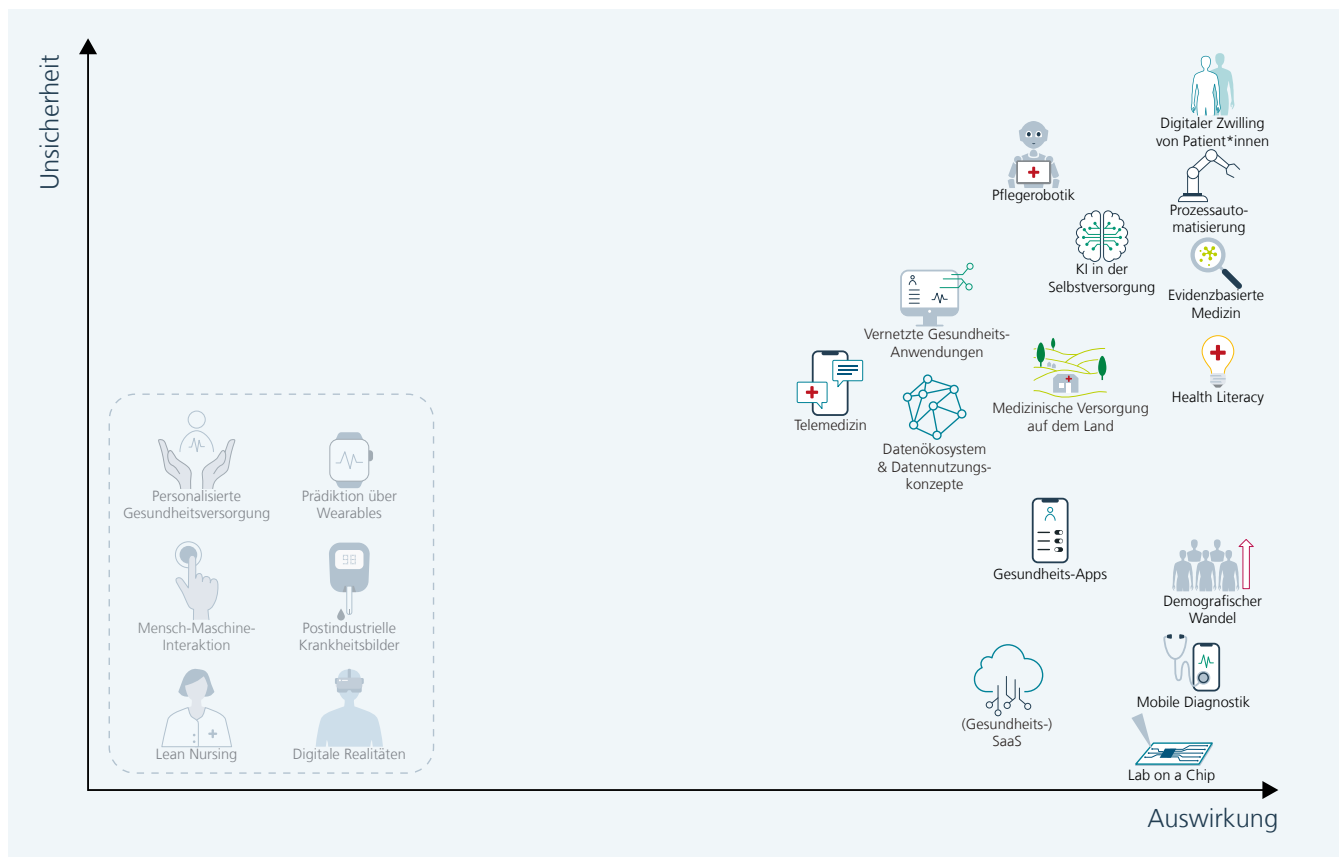 Unsicherheit
Digitaler Zwilling
von Patient*innen
Pflegerobotik
Prozessauto-
matisierung
KI in der
Selbstversorgung
Evidenzbasierte
Medizin
Vernetzte Gesundheits-
Anwendungen
Telemedizin
Datenökosystem
& Datennutzungs-
konzepte
Medizinische Versorgung
auf dem Land
Health Literacy
Personalisierte
Gesundheitsversorgung
Prädiktion über
Wearables
Gesundheits-Apps
98
Mensch-Maschine-
Interaktion
Postindustrielle
Krankheitsbilder
Demografischer
Wandel
Lean Nursing
Digitale Realitäten
(Gesundheits-)
SaaS
Mobile Diagnostik
Lab on a Chip
Auswirkung